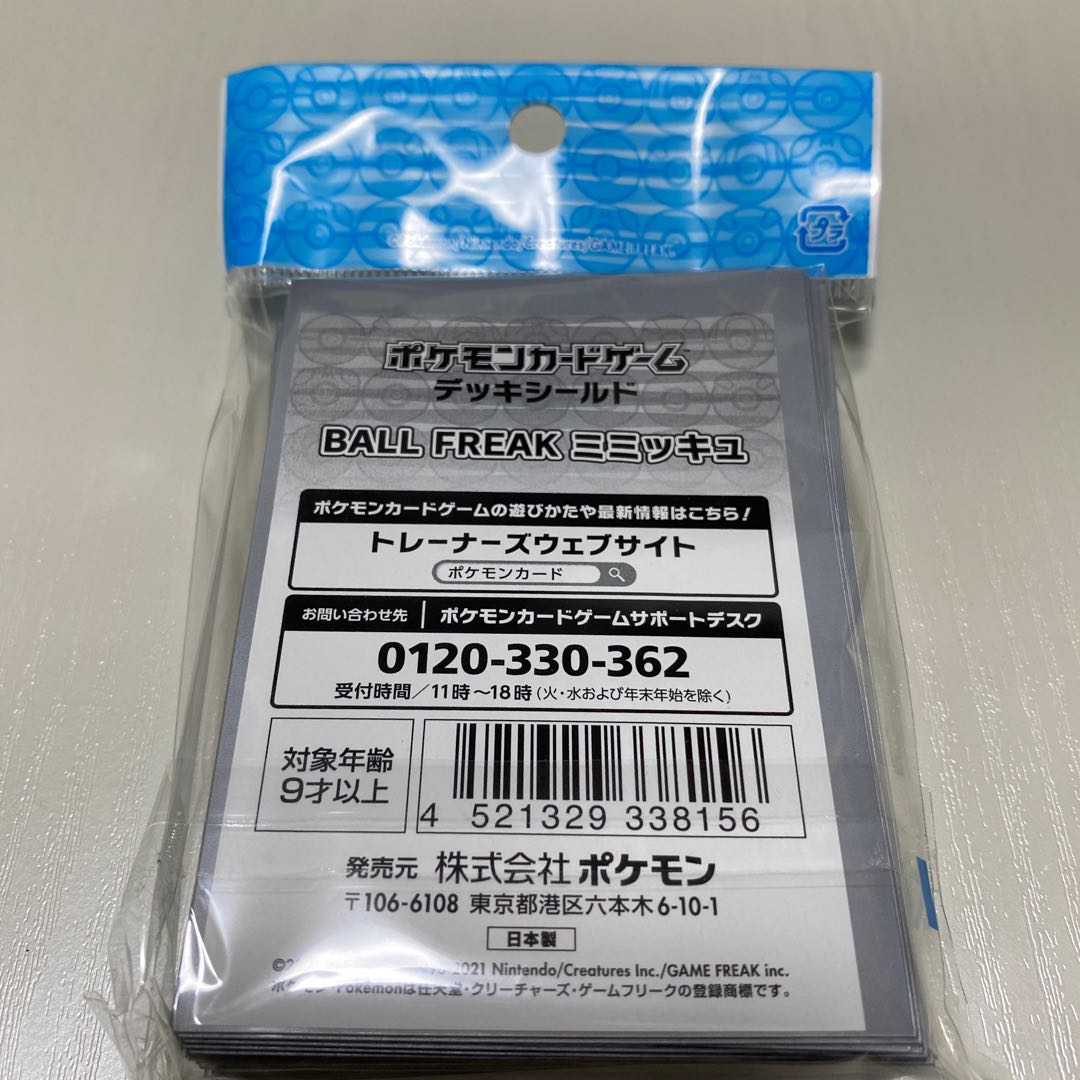 プラ
©Pokémon/Nintendo/Creatures/GAME FREAK
ポケモンカードゲーム
デッキシールド
BALL FREAK ミミッキュ
ポケモンカードゲームの遊びかたや最新情報はこちら!
トレーナーズウェブサイト
ポケモンカード
お問い合わせ先 ポケモンカードゲームサポートデスク
0120-330-362
受付時間/11時~18時(火・水および年末年始を除く)
対象年齢
9才以上
4 521329 338156
発売元 株式会社 ポケモン
〒106-6108 東京都港区六本木6-10-1
日本製
2021 Nintendo/Creatures Inc./GAME FREAK inc.
ポケモン・Pokémonは任天堂・クリーチャーズ・ゲームフリークの登録商標です。